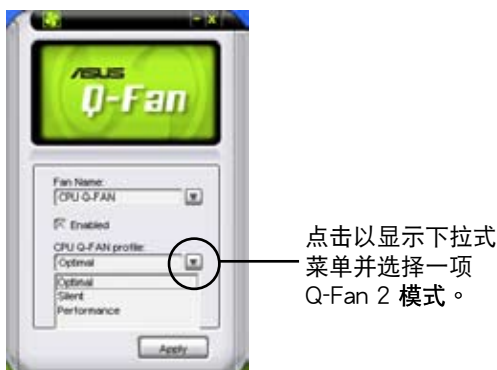 ASUS
Q-Fan
Fan Name:
CPU Q-FAN
Enabled
CPU Q-FAN profile:
Optimal
Optimal
Silent
Performance
Apply
点击以显示下拉式
菜单并选择一项
Q-Fan 2 模式。